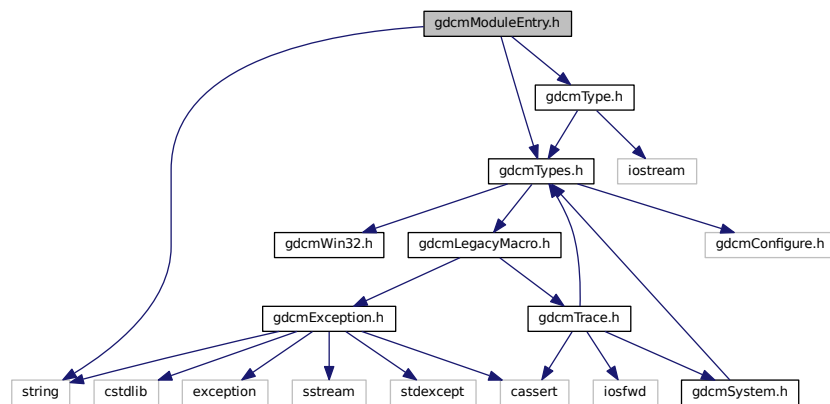 gdcmModuleEntry.h
gdcmType.h
gdcmTypes.h
iostream
gdcmWin32.h
gdcmLegacyMacro.h
gdcmConfigure.h
gdcmException.h
gdcmTrace.h
string
cstdlib
exception
sstream
stdexcept
cassert
iosfwd
gdcmSystem.h